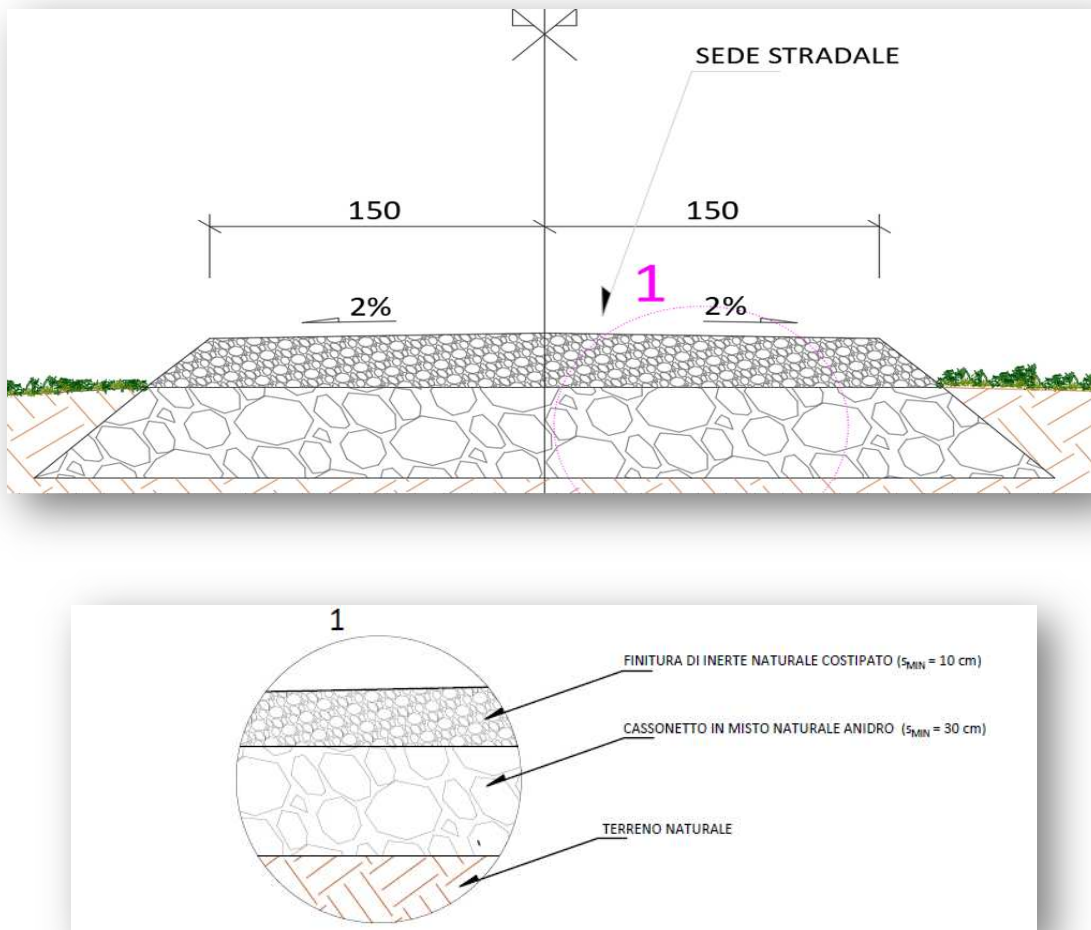 SEDE STRADALE
150 150
1
2% 2%
1
FINITURA DI INERTE NATURALE COSTIPATO (sMIN = 10 cm)
CASSONETTO IN MISTO NATURALE ANIDRO (sMIN = 30 cm)
TERRENO NATURALE